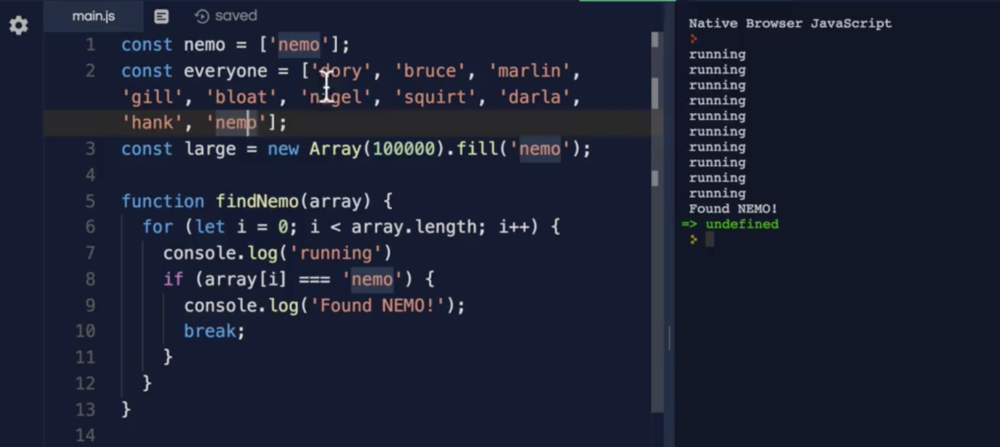 main.js saved
1 const nemo = ['nemo'];
2 const everyone = ['dory', 'bruce', 'marlin',
'gill', 'bloat', 'nigel', 'squirt', 'darla',
'hank', 'nemo'];
3 const large = new Array(100000).fill('nemo');
4
5 function findNemo(array) {
6 for (let i = 0; i < array.length; i++) {
7 console.log('running')
8 if (array[i] === 'nemo') {
9 console.log('Found NEMO!');
10 break;
11 }
12 }
13 }
14
Native Browser JavaScript
running
running
running
running
running
running
running
running
running
running
Found NEMO!
=> undefined